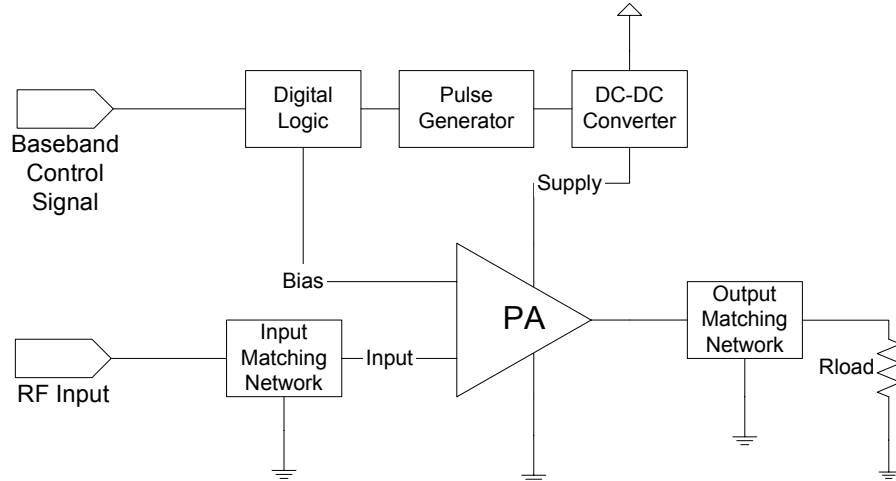 Baseband
Control
Signal
Digital
Logic
Pulse
Generator
DC-DC
Converter
Supply
Bias
PA
RF Input
Input
Matching
Network
Input
Output
Matching
Network
Rload